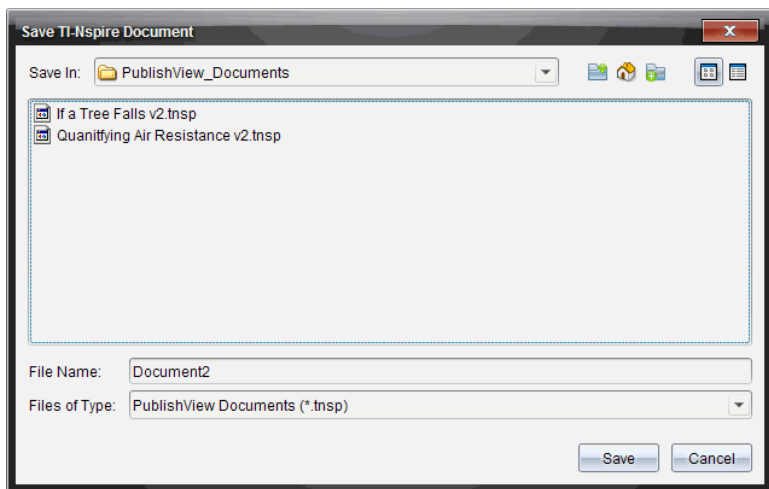 Save TI-Nspire Document
Save In: PublishView_Documents
If a Tree Falls v2.tnsp
Quanitfying Air Resistance v2.tnsp
File Name: Document2
Files of Type: PublishView Documents (*.tnsp)
Save Cancel